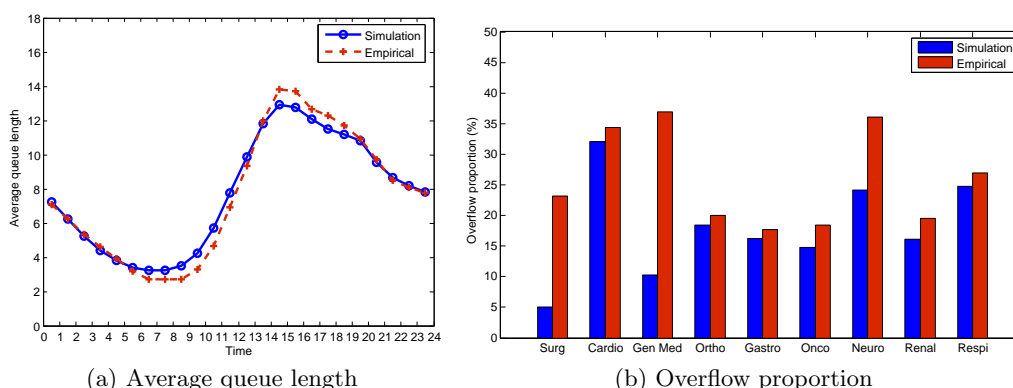 18
16
14
12
10
8
6
4
2
0
Average queue length
0 1 2 3 4 5 6 7 8 9 10 11 12 13 14 15 16 17 18 19 20 21 22 23 24
Time
Simulation
Empirical
(a) Average queue length
50
45
40
35
30
25
20
15
10
5
0
Overflow proportion (%)
Surg Cardio Gen Med Ortho Gastro Onco Neuro Renal Respi
Simulation
Empirical
(b) Overflow proportion